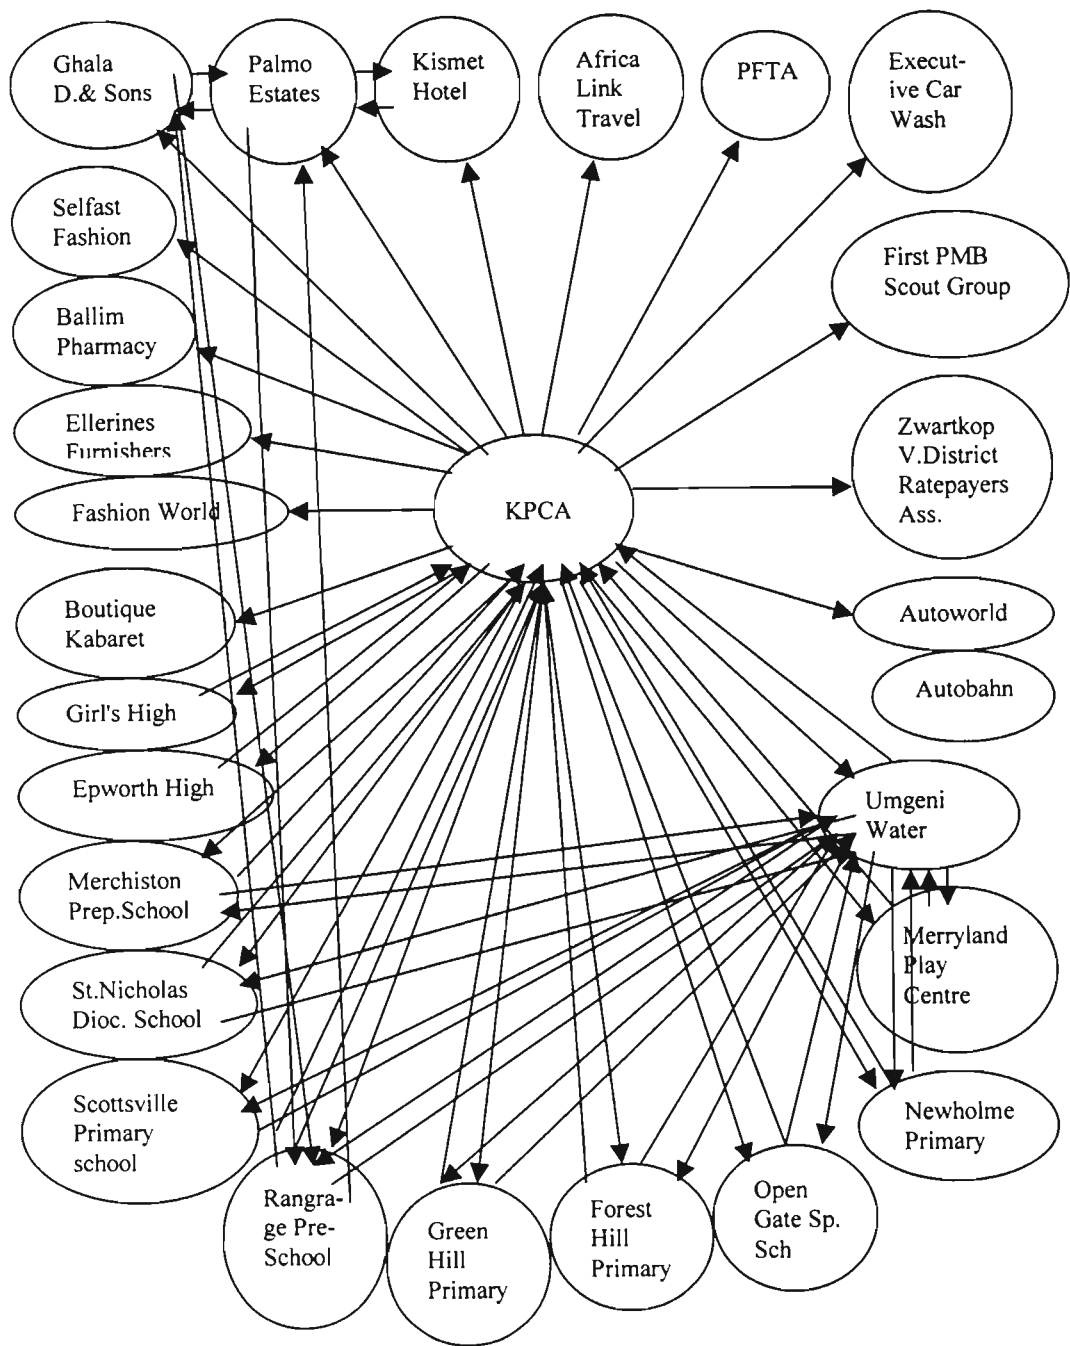 Ghala
D.& Sons
Palmo
Estates
Kismet
Hotel
Africa
Link
Travel
PFTA
Execut-
ive Car
Wash
Selfast
Fashion
First PMB
Scout Group
Ballim
Pharmacy
Ellerines
Furnishers
Zwartkop
V.District
Ratepayers
Ass.
Fashion World
KPCA
Boutique
Kabaret
Autoworld
Autobahn
Girl's High
Epworth High
Umgeni
Water
Merchiston
Prep.School
Merryland
Play
Centre
St.Nicholas
Dioc. School
Scottsville
Primary
school
Newholme
Primary
Rangra-
ge Pre-
School
Green
Hill
Primary
Forest
Hill
Primary
Open
Gate Sp.
Sch